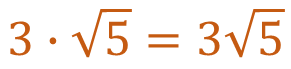 3 · √5 = 3√5